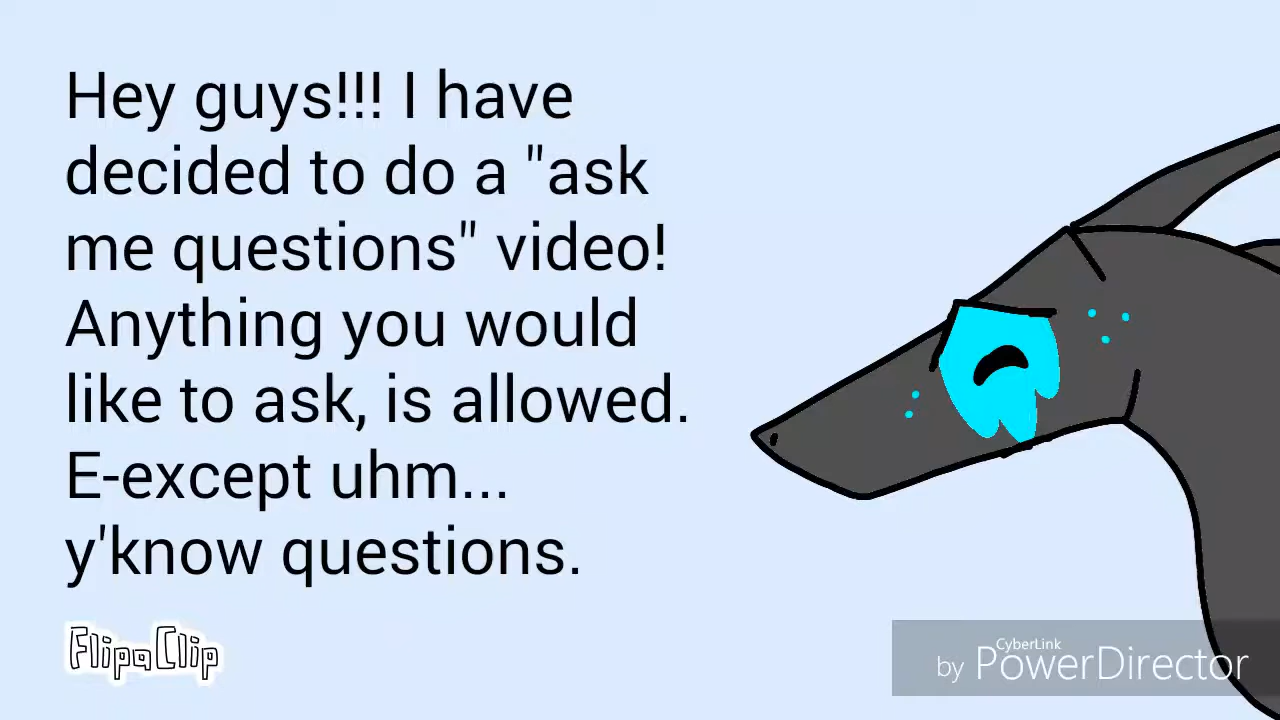 Hey guys!!! I have
decided to do a "ask
me questions" video!
Anything you would
like to ask, is allowed.
E-except uhm...
y'know questions.
FlipaClip
CyberLink
by PowerDirector